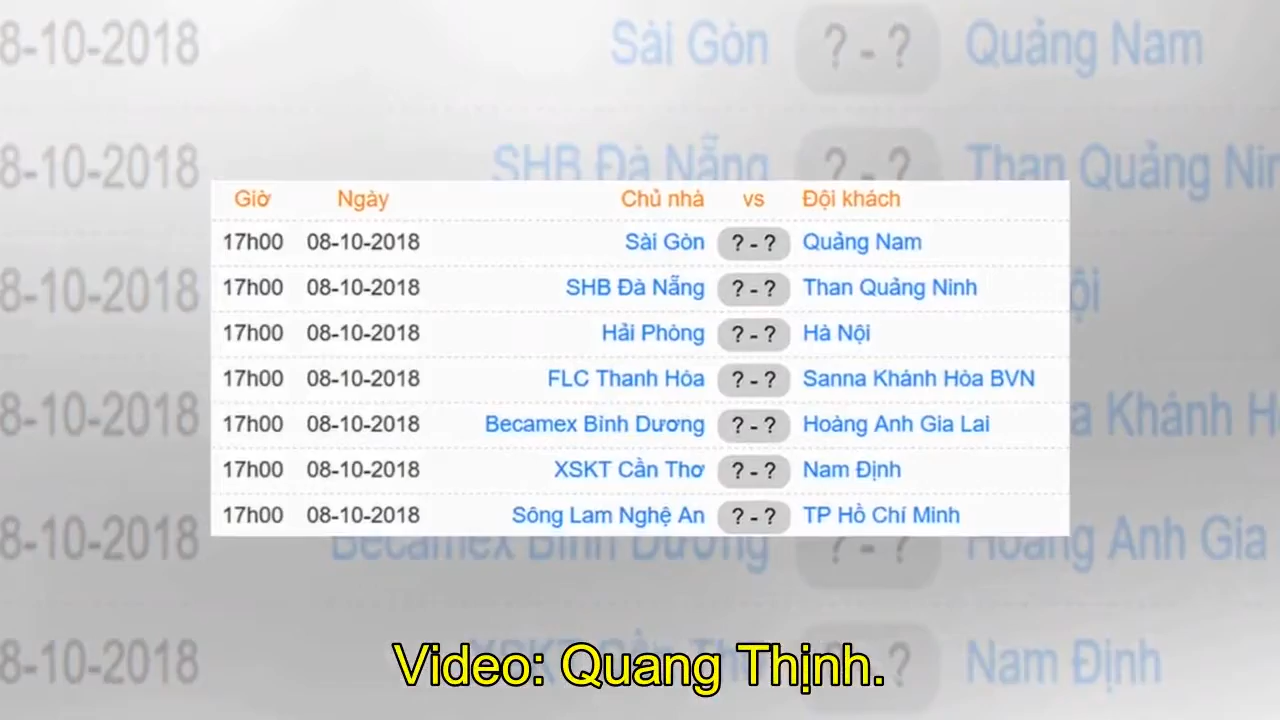 Giờ Ngày Chủ nhà vs Đội khách
17h00 08-10-2018 Sài Gòn ? - ? Quảng Nam
17h00 08-10-2018 SHB Đà Nẵng ? - ? Than Quảng Ninh
17h00 08-10-2018 Hải Phòng ? - ? Hà Nội
17h00 08-10-2018 FLC Thanh Hóa ? - ? Sanna Khánh Hòa BVN
17h00 08-10-2018 Becamex Bình Dương ? - ? Hoàng Anh Gia Lai
17h00 08-10-2018 XSKT Cần Thơ ? - ? Nam Định
17h00 08-10-2018 Sông Lam Nghệ An ? - ? TP Hồ Chí Minh
Video: Quang Thịnh.